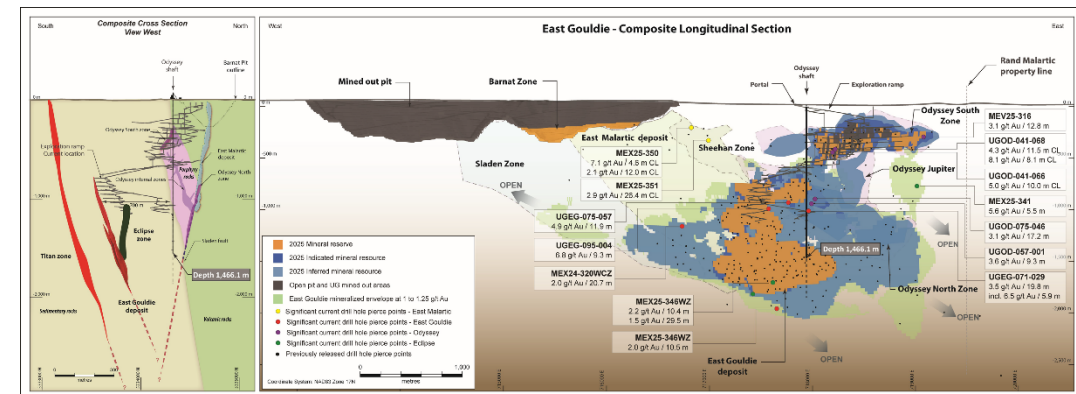 South
Composite Cross Section
View West
North
Odyssey
shaft
Barnat Pit
outline
0 m
Odyssey South zone
Exploration ramp
Current location
Odyssey internal zones
Porphyry
rocks
East Malartic
deposit
Odyssey North
zone
Eclipse
zone
Titan zone
Depth 1,466.1 m
East Gouldie
deposit
Sedimentary rocks
Volcanic rocks
metres
West
East Gouldie - Composite Longitudinal Section
East
Mined out pit
Barnat Zone
Portal
Odyssey
shaft
Exploration ramp
Rand Malartic
property line
East Malartic deposit
Sheehan Zone
Sladen Zone
OPEN
Odyssey South
Zone
Odyssey Jupiter
MEX25-350
7.1 g/t Au / 4.8 m CL
2.1 g/t Au / 12.0 m CL
MEX25-351
2.9 g/t Au / 25.4 m CL
UGEG-075-057
4.9 g/t Au / 11.9 m
UGEG-095-004
6.8 g/t Au / 9.3 m
MEX24-320WCZ
2.0 g/t Au / 20.7 m
MEX25-346WZ
2.2 g/t Au / 10.4 m
1.5 g/t Au / 29.5 m
MEX25-346WZ
2.0 g/t Au / 10.5 m
East Gouldie
deposit
Depth 1,466.1 m
MEV25-316
3.1 g/t Au / 12.8 m
UGOD-041-068
4.3 g/t Au / 11.5 m CL
8.1 g/t Au / 8.1 m CL
UGOD-041-066
5.0 g/t Au / 10.0 m CL
MEX25-341
5.6 g/t Au / 5.5 m
UGOD-075-046
3.1 g/t Au / 17.2 m
UGOD-057-001
3.6 g/t Au / 9.3 m
UGEG-071-029
3.5 g/t Au / 19.8 m
incl. 6.5 g/t Au / 5.9 m
OPEN
Odyssey North Zone
OPEN
OPEN
2025 Mineral reserve
2025 Indicated mineral resource
2025 Inferred mineral resource
Open pit and UG mined out areas
East Gouldie mineralized envelope at 1 to 1.25 g/t Au
Significant current drill hole pierce points - East Malartic
Significant current drill hole pierce points - East Gouldie
Significant current drill hole pierce points - Odyssey
Significant current drill hole pierce points - Eclipse
Previously released drill hole pierce points
0
1,000
metres
Coordinate System: NAD83 Zone 17N